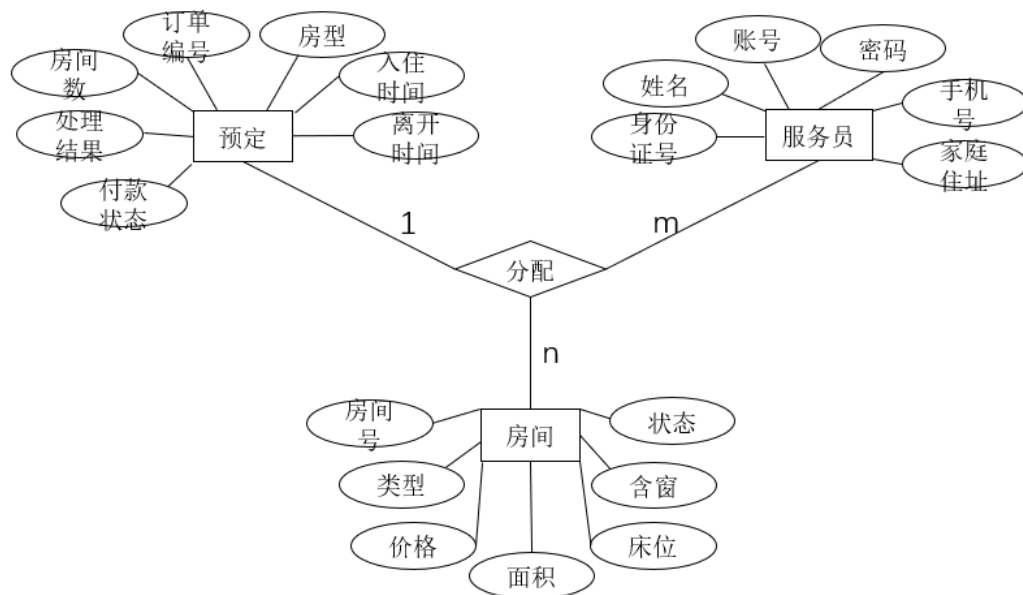 订单
编号
房型
房间
数
入住
时间
处理
结果
预定
离开
时间
付款
状态
账号
密码
姓名
手机
号
身份
证号
服务员
家庭
住址
1
m
分配
n
房间
号
房间
状态
类型
含窗
价格
床位
面积